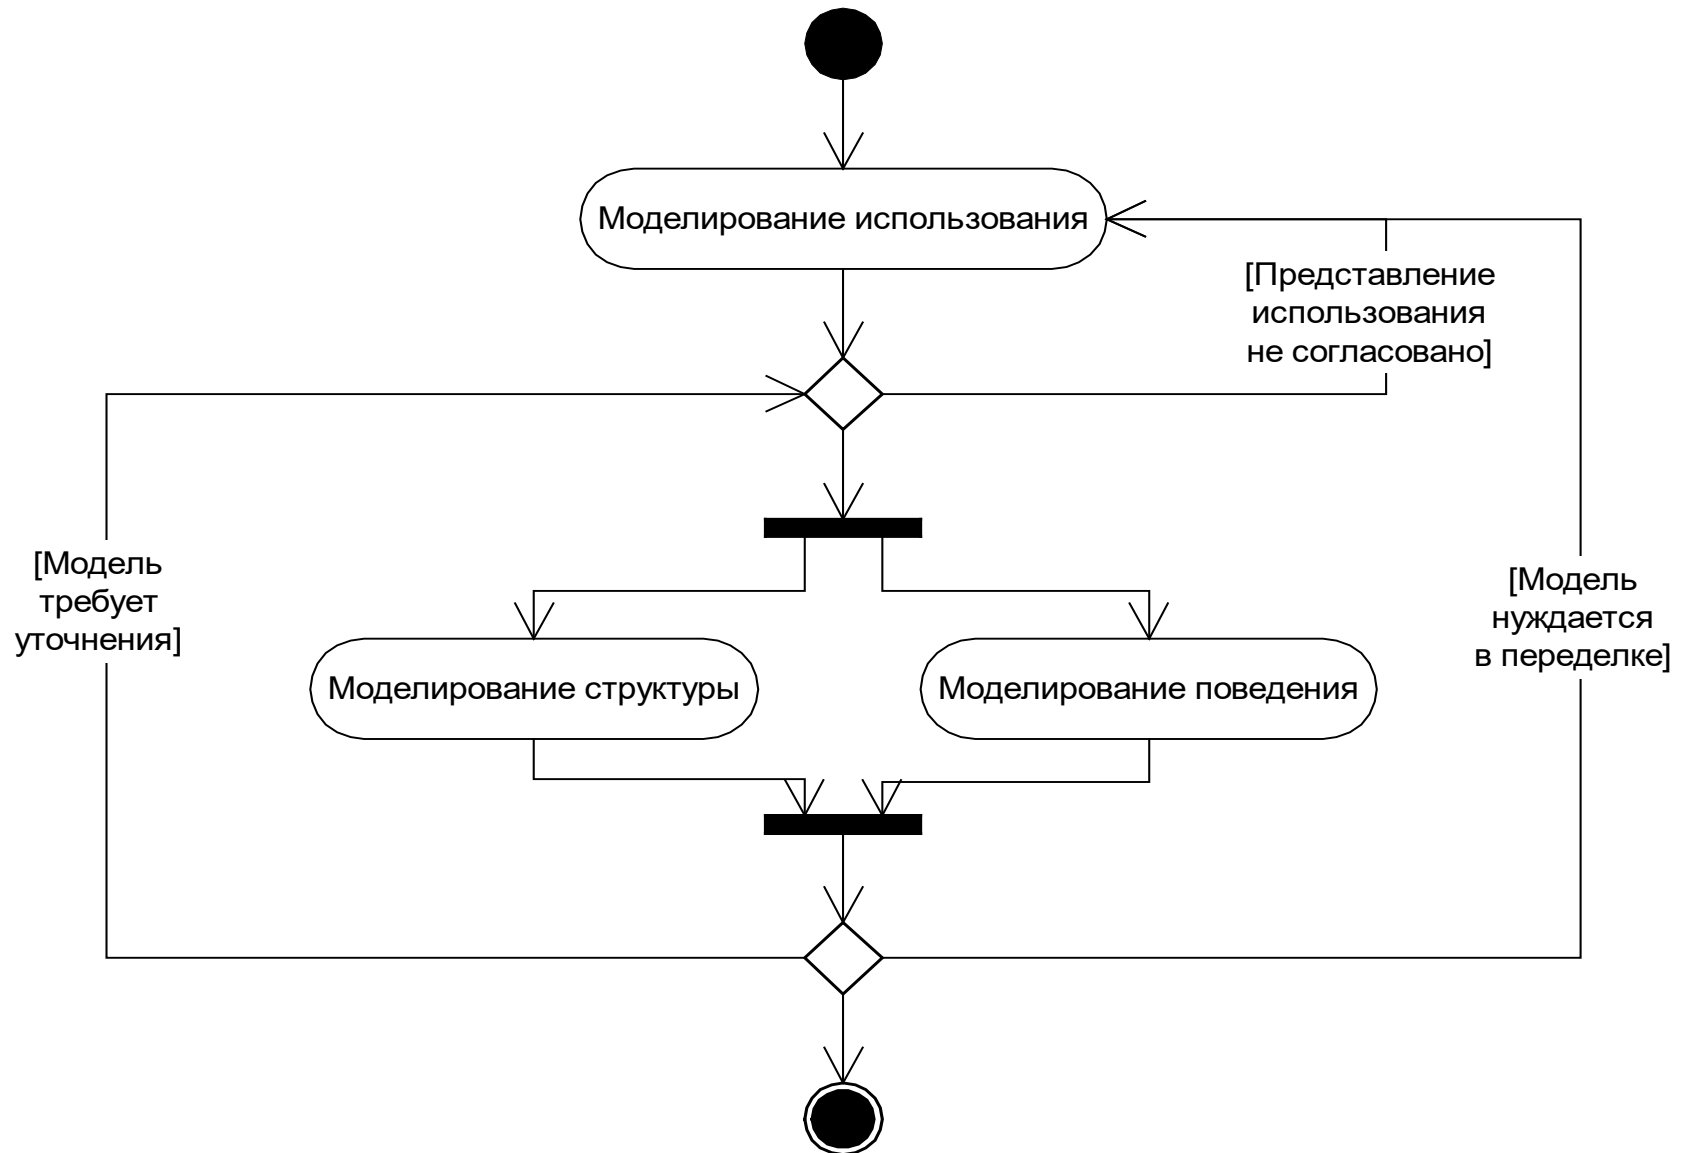 Моделирование использования
[Представление
использования
не согласовано]
[Модель
требует
уточнения]
[Модель
нуждается
в переделке]
Моделирование структуры
Моделирование поведения